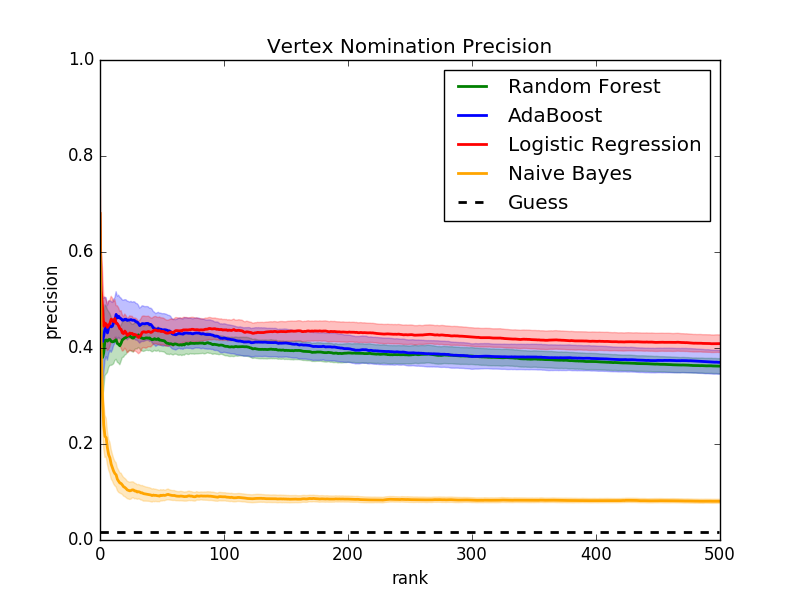 Vertex Nomination Precision
1.0
0.8
0.6
0.4
0.2
0.0
precision
Random Forest
AdaBoost
Logistic Regression
Naive Bayes
Guess
0 100 200 300 400 500
rank